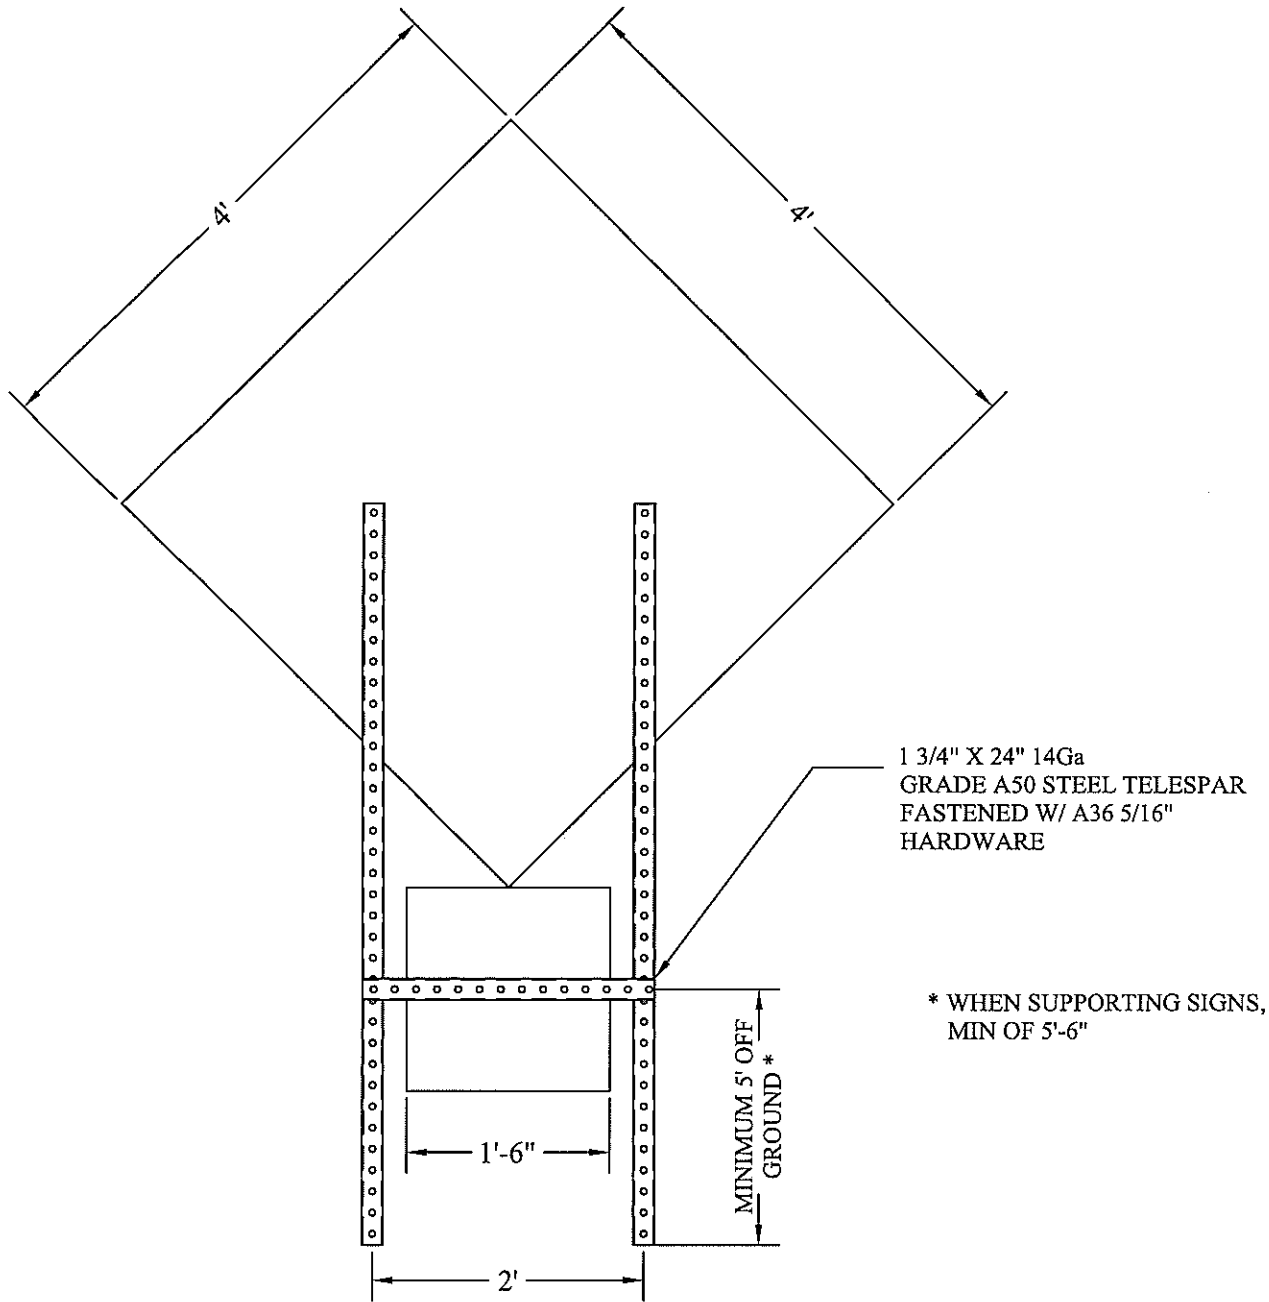 4'
4'
1 3/4" X 24" 14Ga
GRADE A50 STEEL TELESPAR
FASTENED W/ A36 5/16"
HARDWARE
* WHEN SUPPORTING SIGNS,
MIN OF 5'-6"
MINIMUM 5' OFF
GROUND *
1'-6"
2'